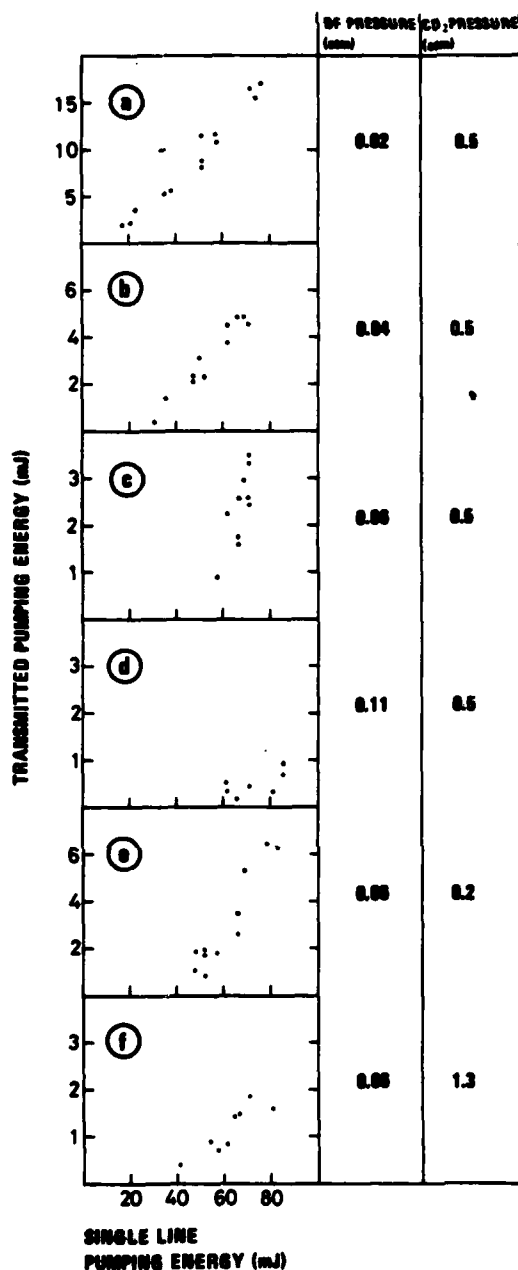 DF PRESSURE CO₂ PRESSURE
(atm) (atm)
a
15
10
5
0.02 0.5
b
6
4
2
0.04 0.5
c
3
2
1
0.06 0.5
d
3
2
1
0.11 0.5
e
6
4
2
0.06 0.2
f
3
2
1
0.06 1.3
20 40 60 80
TRANSMITTED PUMPING ENERGY (mJ)
SINGLE LINE
PUMPING ENERGY (mJ)